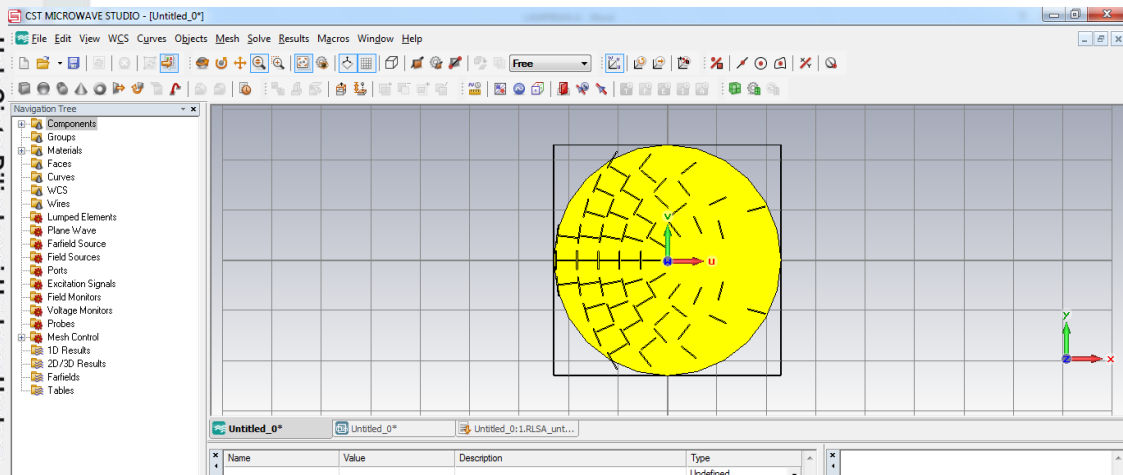 CST MICROWAVE STUDIO - [Untitled_0*]
File Edit View WCS Curves Objects Mesh Solve Results Macros Window Help
Free
Navigation Tree
Components
Groups
Materials
Faces
Curves
WCS
Wires
Lumped Elements
Plane Wave
Farfield Source
Field Sources
Ports
Excitation Signals
Field Monitors
Voltage Monitors
Probes
Mesh Control
1D Results
2D/3D Results
Farfields
Tables
v
u
y
x
Untitled_0* Untitled_0* Untitled_0:1.RLSA_unt...
Name Value Description Type
Undefined